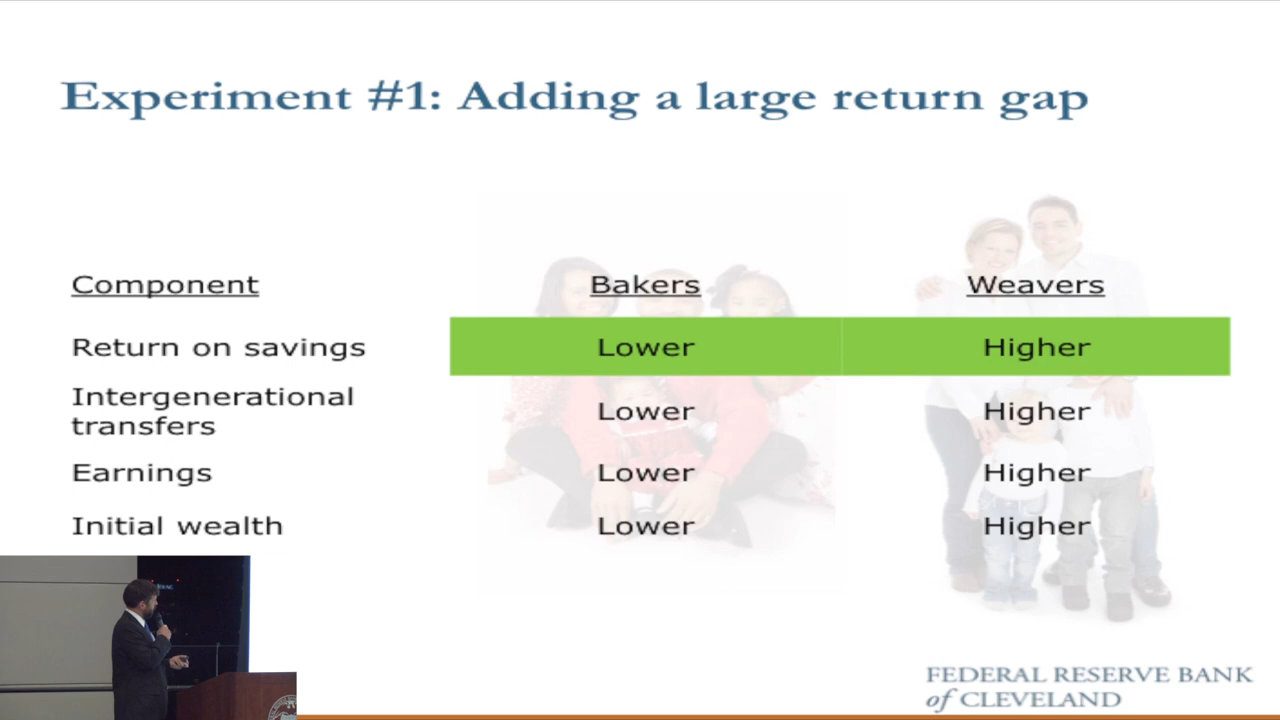 Experiment #1: Adding a large return gap
Component Bakers Weavers
Return on savings Lower Higher
Intergenerational
transfers Lower Higher
Earnings Lower Higher
Initial wealth Lower Higher
FEDERAL RESERVE BANK
of CLEVELAND